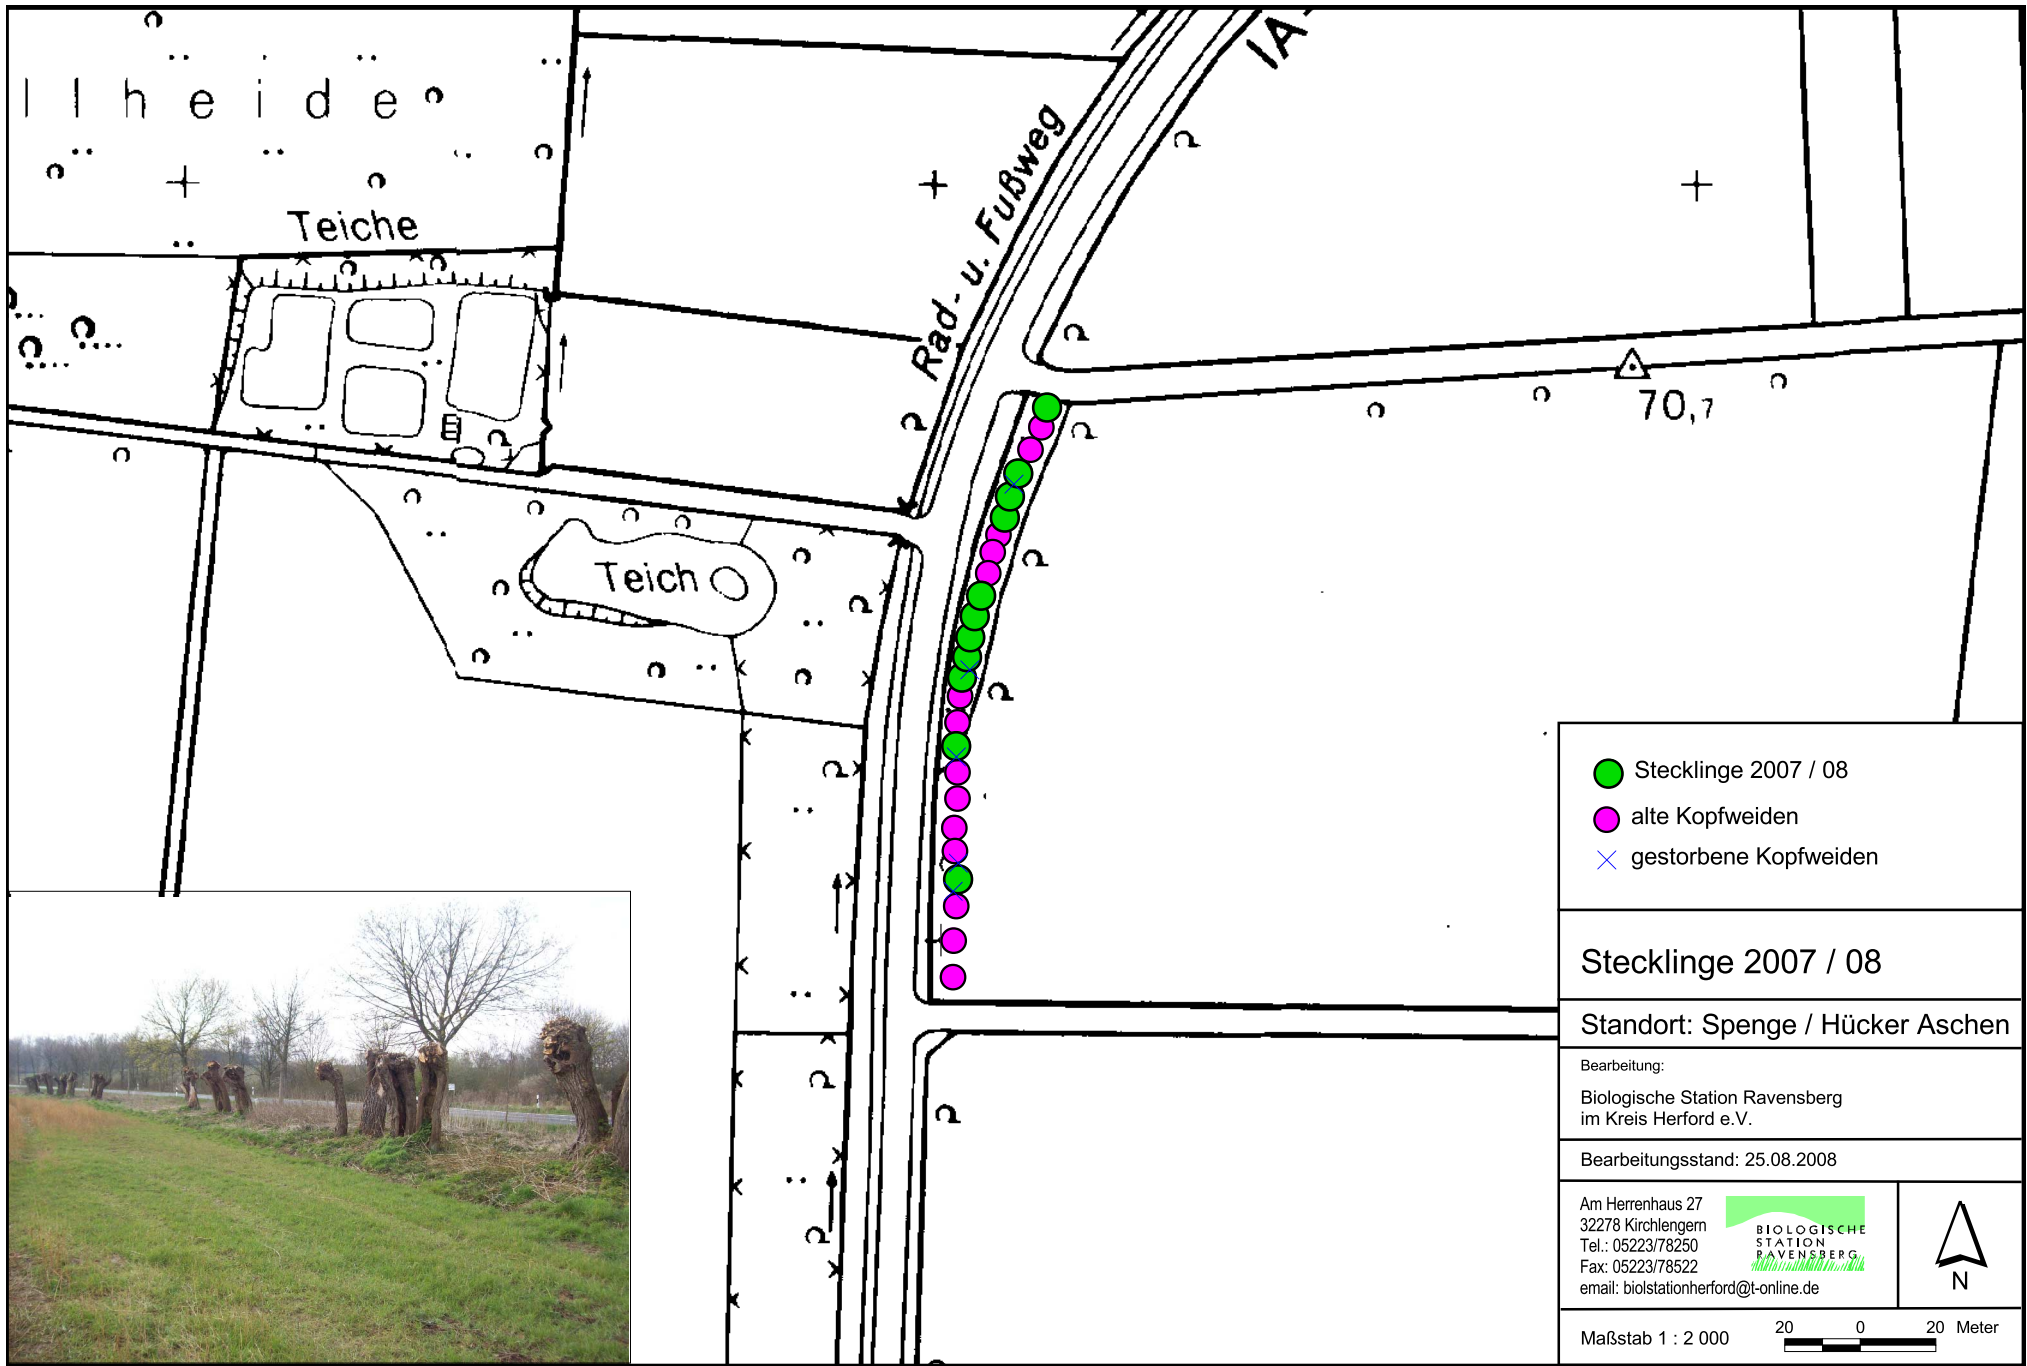 llheide
IA
Rad- u. Fußweg
Teiche
70,7
Teich
Stecklinge 2007 / 08
alte Kopfweiden
gestorbene Kopfweiden
Stecklinge 2007 / 08
Standort: Spenge / Hücker Aschen
Bearbeitung:
Biologische Station Ravensberg
im Kreis Herford e.V.
Bearbeitungsstand: 25.08.2008
Am Herrenhaus 27
32278 Kirchlengern
Tel.: 05223/78250
Fax: 05223/78522
email: biolstationherford@t-online.de
BIOLOGISCHE
STATION
RAVENSBERG
N
Maßstab 1 : 2 000
20 0 20 Meter